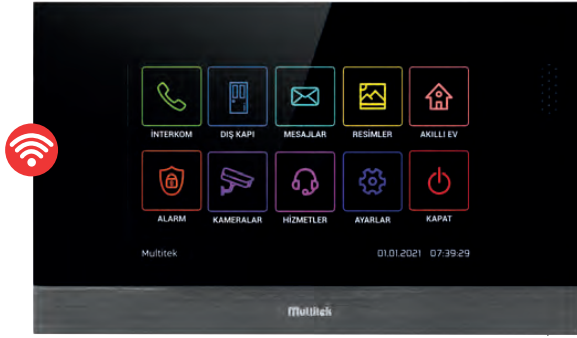 İNTERKOM DIŞ KAPI MESAJLAR RESİMLER AKILLI EV
ALARM KAMERALAR HİZMETLER AYARLAR KAPAT
Multitek 01.01.2021 07:39:29
Multitek